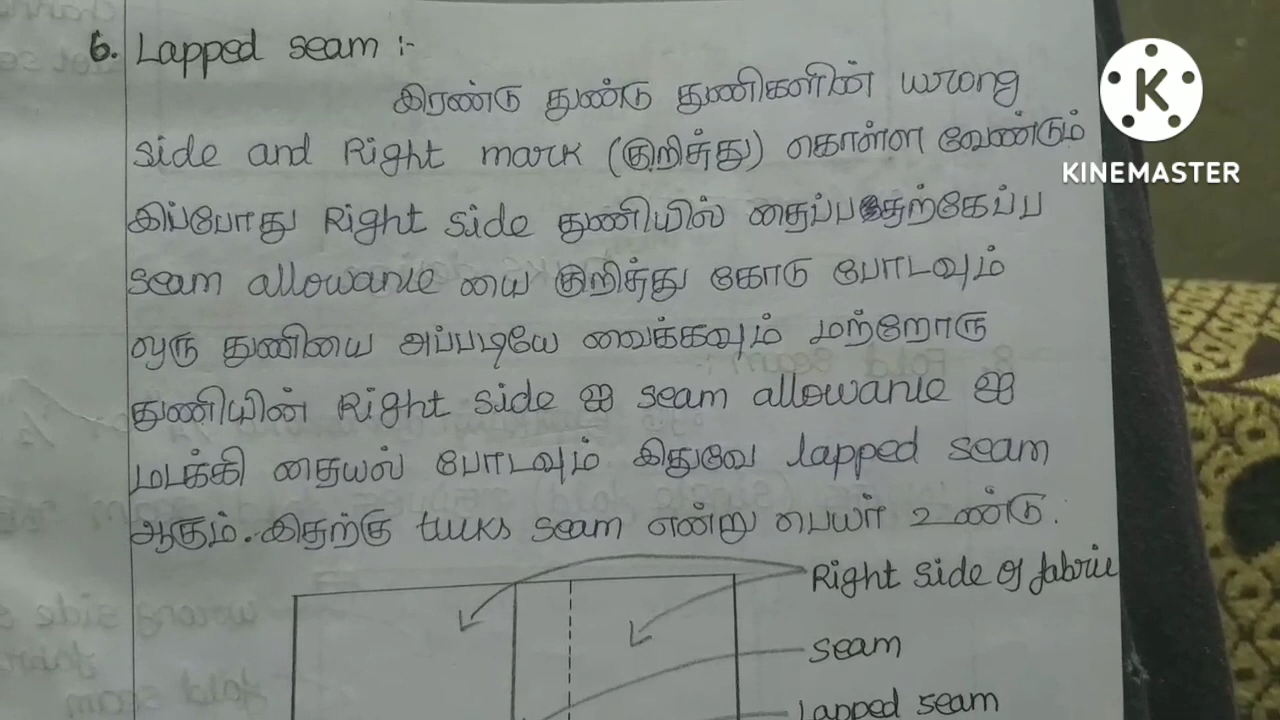 6. Lapped seam :-
இரண்டு துண்டு துணிகளின் wrong
side and Right mark (குறித்து) கொள்ள வேண்டும்
இப்போது Right side துணியில் தைப்பதற்கேப்ப
seam allowance யை குறித்து கோடு போடவும்
ஒரு துணியை அப்படியே வைக்கவும் மற்றோரு
துணியின் Right side ஐ seam allowance ஐ
மடக்கி தையல் போடவும் இதுவே lapped seam
ஆகும். இதற்கு tucks seam என்று பெயர் உண்டு.
Right side of fabric
seam
lapped seam
K
KINEMASTER